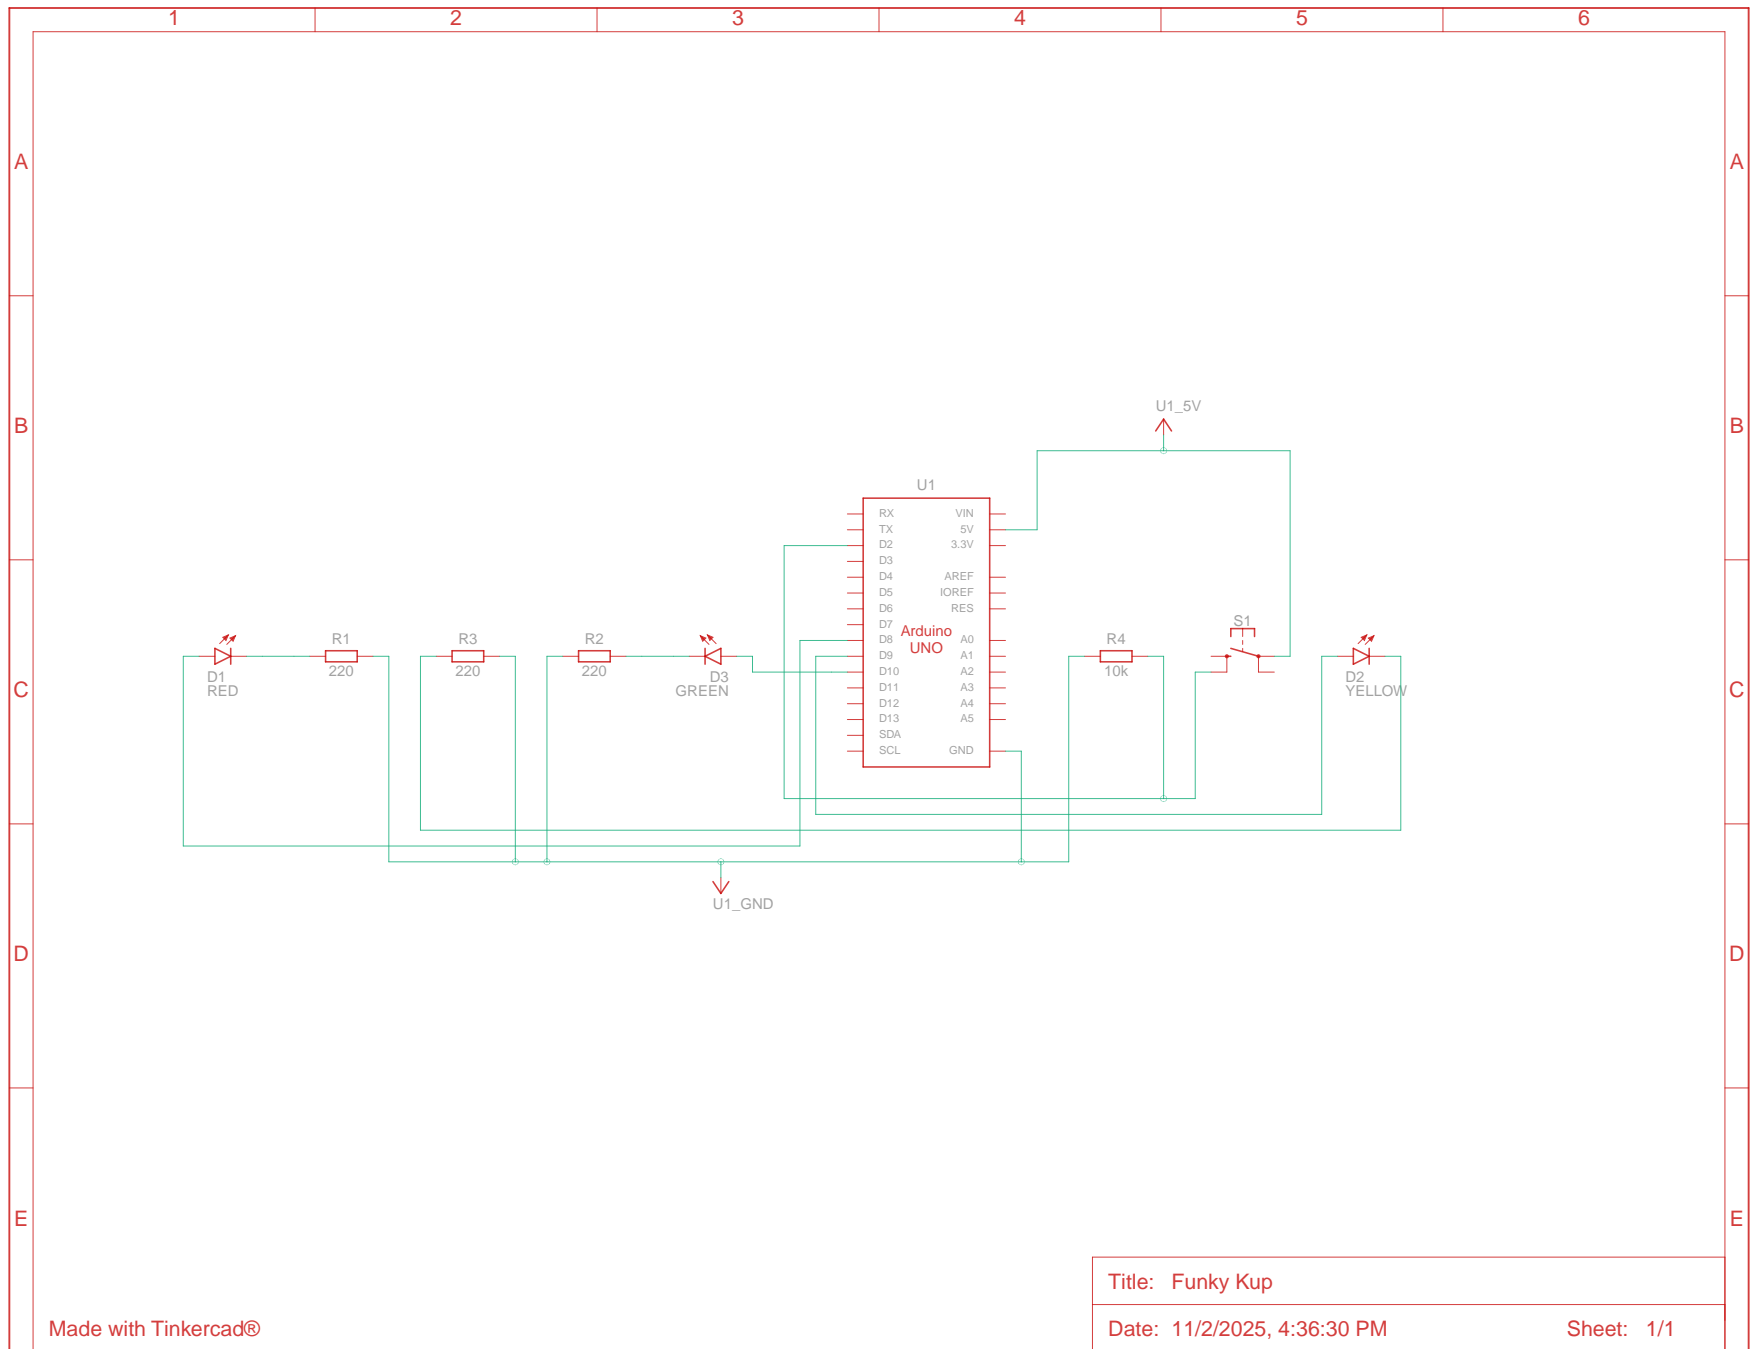 1 2 3 4 5 6
A A
U1_5V
B B
U1
RX VIN
TX 5V
D2 3.3V
D3
D4 AREF
D5 IOREF
D6 RES
D7
Arduino
UNO
D8 A0
D9 A1
D10 A2
D11 A3
D12 A4
D13 A5
SDA
SCL GND
R1
220
R3
220
R2
220
R4
10k
S1
D1
RED
D3
GREEN
D2
YELLOW
C C
U1_GND
D D
E E
Title: Funky Kup
Made with Tinkercad®
Date: 11/2/2025, 4:36:30 PM Sheet: 1/1